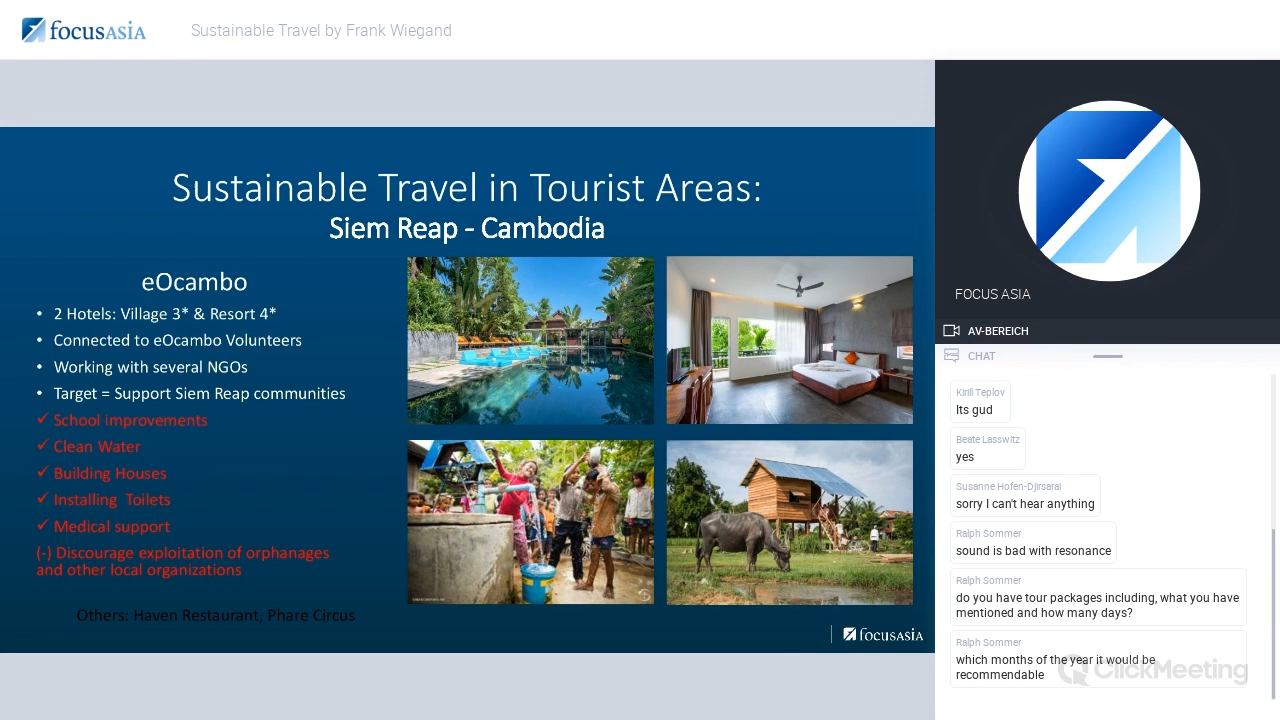 focusASIA
Sustainable Travel by Frank Wiegand
Sustainable Travel in Tourist Areas:
Siem Reap - Cambodia
eOcambo
• 2 Hotels: Village 3* & Resort 4*
• Connected to eOcambo Volunteers
• Working with several NGOs
• Target = Support Siem Reap communities
✓ School improvements
✓ Clean Water
✓ Building Houses
✓ Installing Toilets
✓ Medical support
(-) Discourage exploitation of orphanages
and other local organizations
Others: Haven Restaurant, Phare Circus
focusASIA
FOCUS ASIA
AV-BEREICH
CHAT
Kirill Teplov
Its gud
Beate Lasswitz
yes
Susanne Hofen-Djirsarai
sorry I can't hear anything
Ralph Sommer
sound is bad with resonance
Ralph Sommer
do you have tour packages including, what you have
mentioned and how many days?
Ralph Sommer
which months of the year it would be
recommendable
ClickMeeting